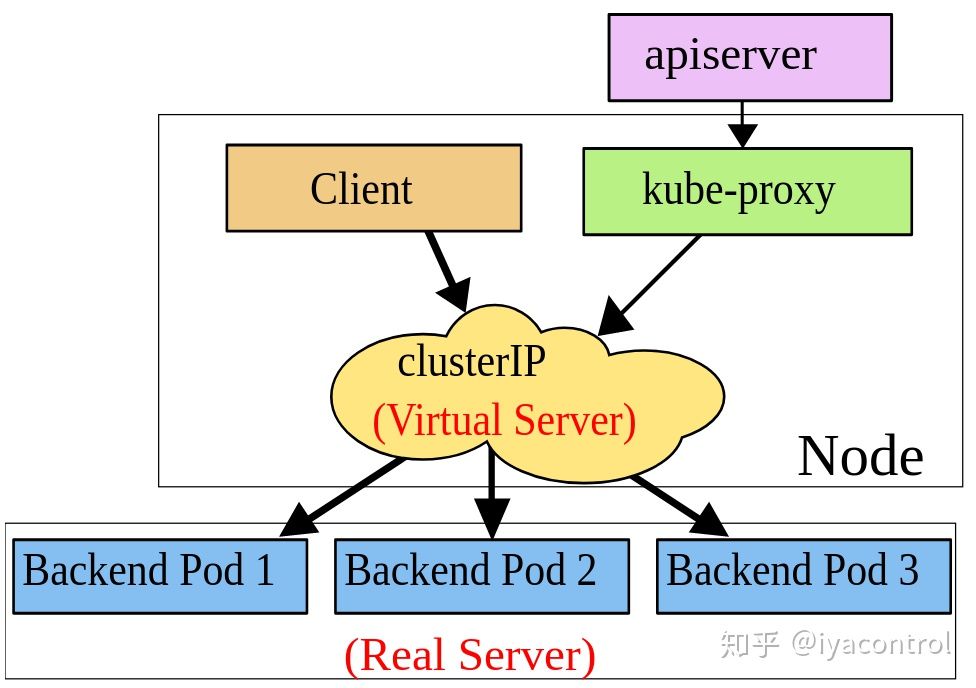 apiserver
Client
kube-proxy
clusterIP
(Virtual Server)
Node
Backend Pod 1
Backend Pod 2
Backend Pod 3
(Real Server)
知乎 @iyacontrol